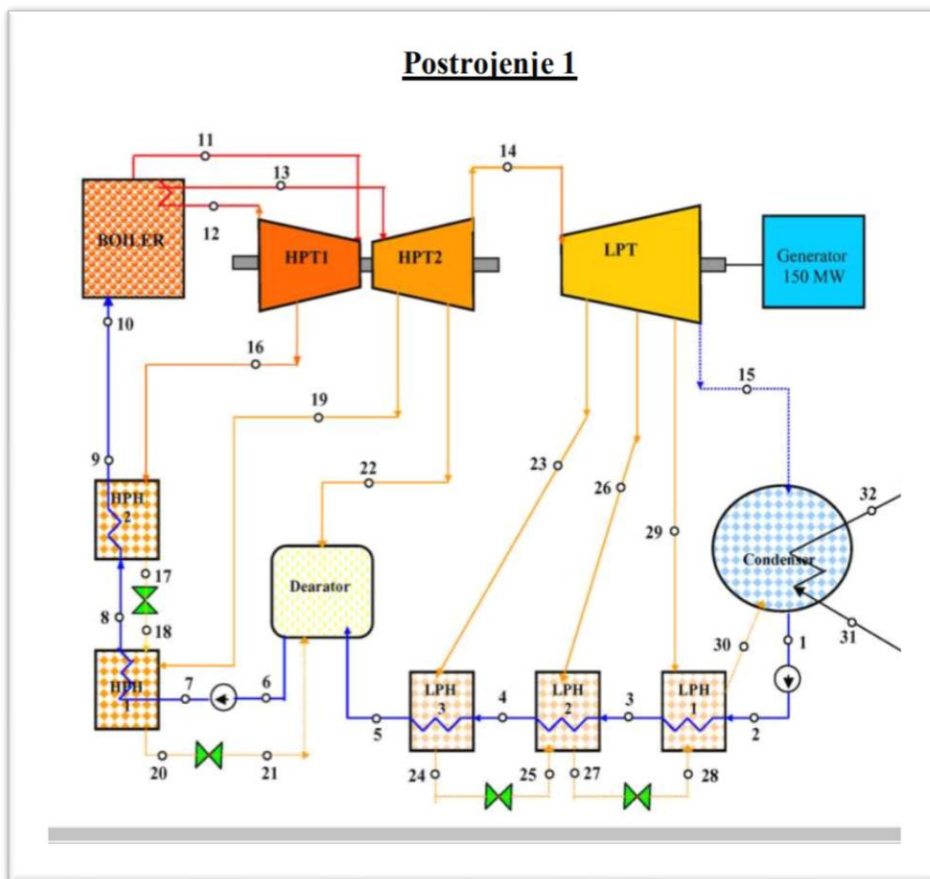 Postrojenje 1
11
13
14
12
BOILER
HPT1
HPT2
LPT
Generator
150 MW
10
16
15
19
9
23
22
26
32
HPH
2
29
Condenser
17
Dearator
8
18
30
31
1
HPH
1
7
6
LPH
3
4
LPH
2
3
LPH
1
5
2
20
21
24
25
27
28